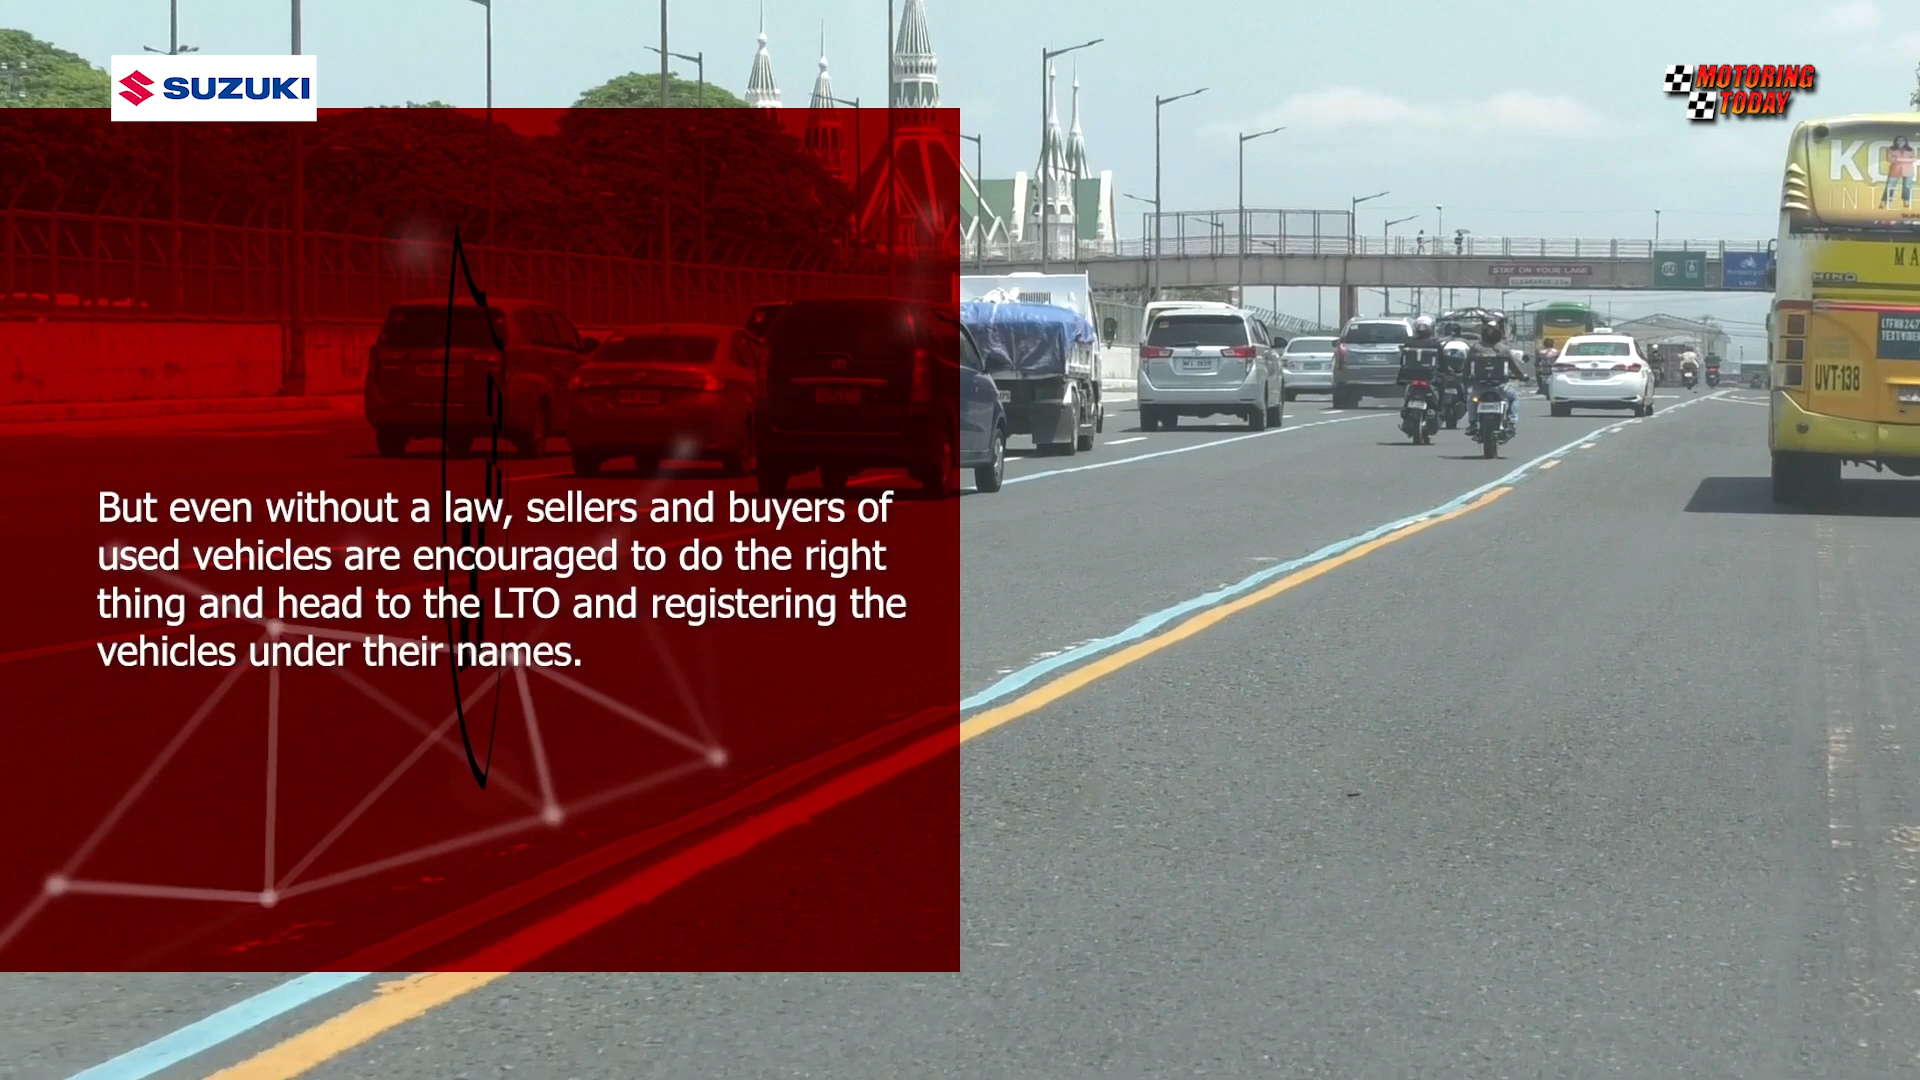 SUZUKI
MOTORING
TODAY
STAY ON YOUR LANE
60
HINO
UVT-138
But even without a law, sellers and buyers of
used vehicles are encouraged to do the right
thing and head to the LTO and registering the
vehicles under their names.